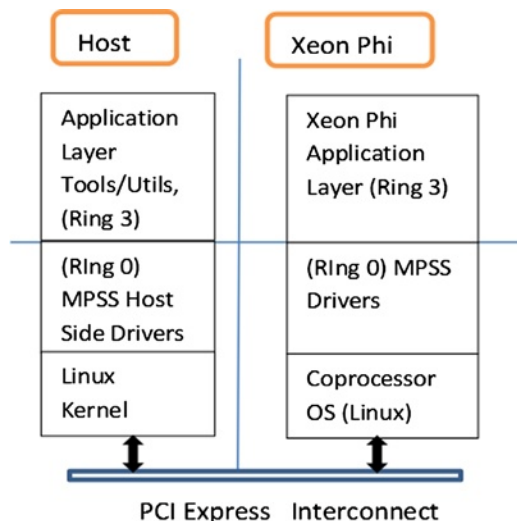 Host
Xeon Phi
Application
Layer
Tools/Utils,
(Ring 3)
Xeon Phi
Application
Layer (Ring 3)
(RIng 0)
MPSS Host
Side Drivers
(RIng 0) MPSS
Drivers
Linux
Kernel
Coprocessor
OS (Linux)
PCI Express Interconnect